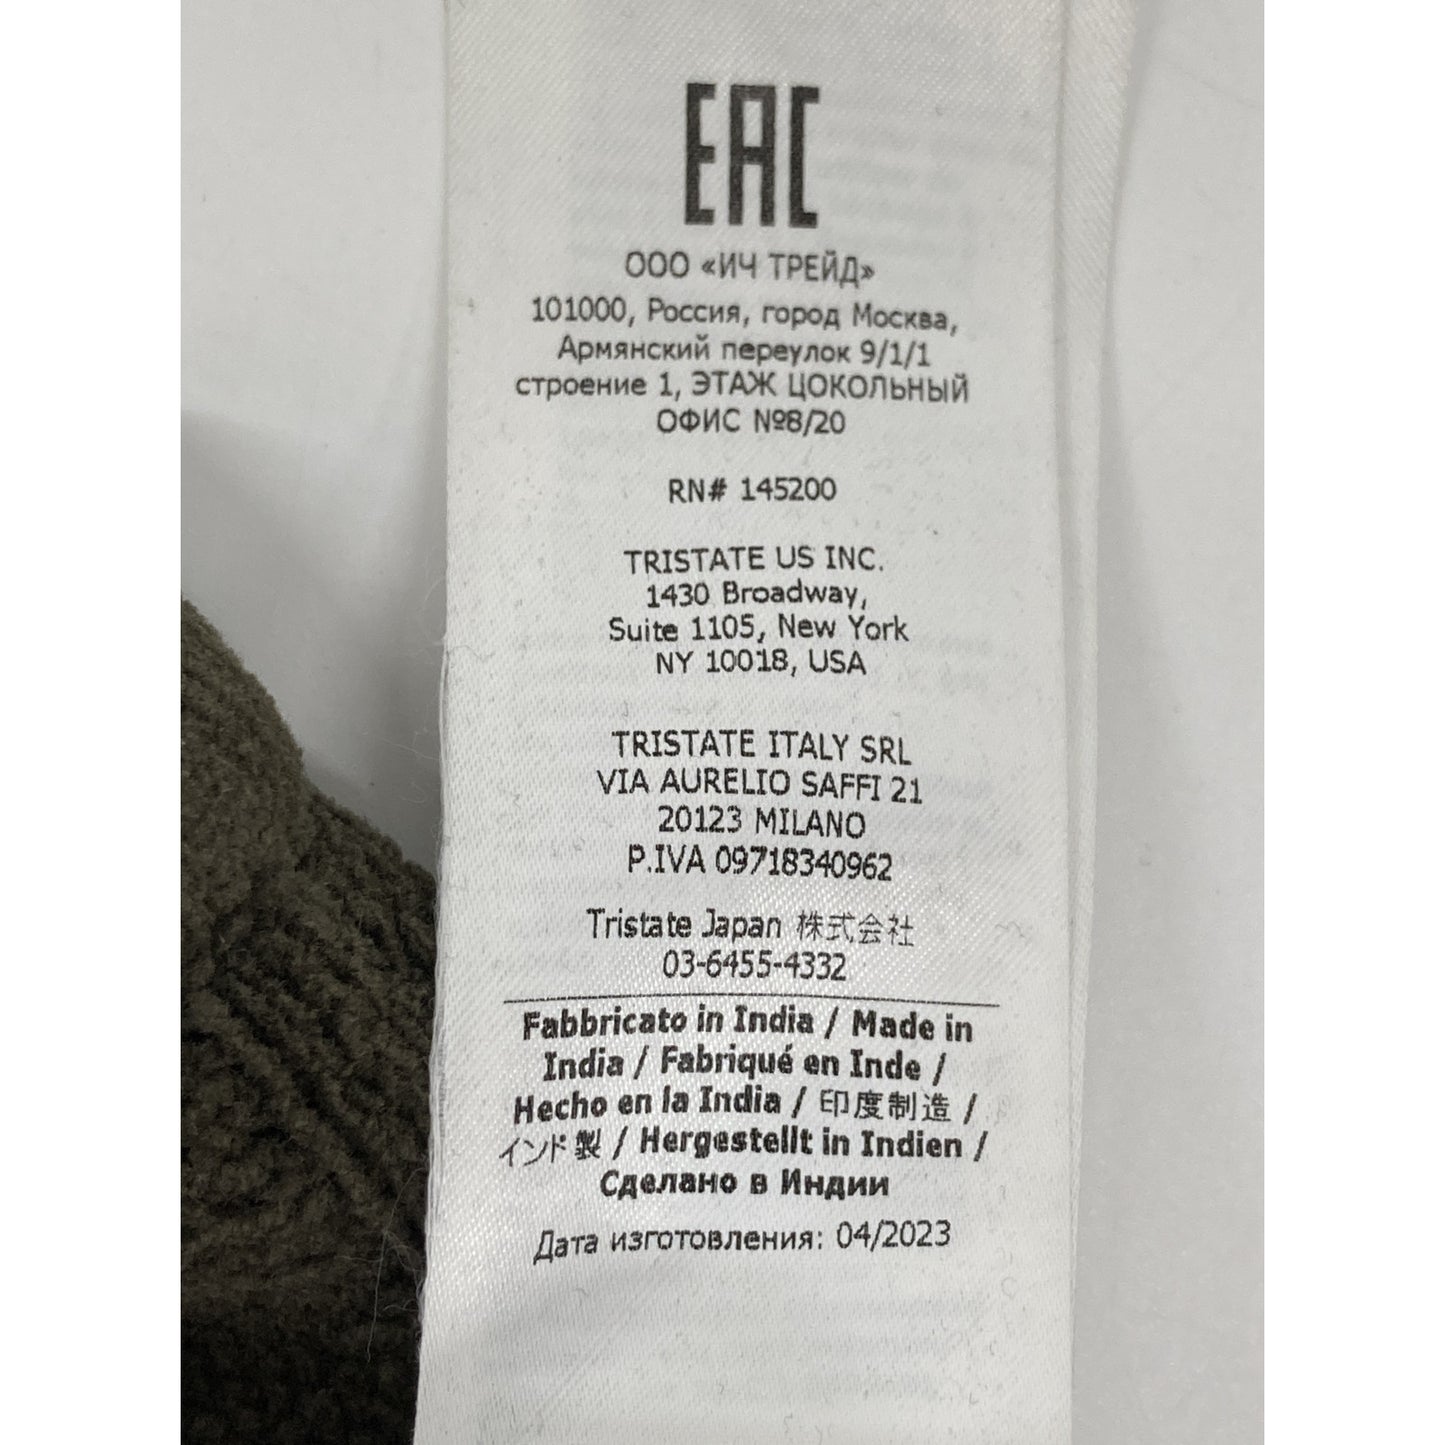 EAC
ООО «ИЧ ТРЕЙД»
101000, Россия, город Москва,
Армянский переулок 9/1/1
строение 1, ЭТАЖ ЦОКОЛЬНЫЙ
ОФИС №8/20
RN# 145200
TRISTATE US INC.
1430 Broadway,
Suite 1105, New York
NY 10018, USA
TRISTATE ITALY SRL
VIA AURELIO SAFFI 21
20123 MILANO
P.IVA 09718340962
Tristate Japan 株式会社
03-6455-4332
Fabbricato in India / Made in
India / Fabriqué en Inde /
Hecho en la India / 印度制造 /
インド製 / Hergestellt in Indien /
Сделано в Индии
Дата изготовления: 04/2023